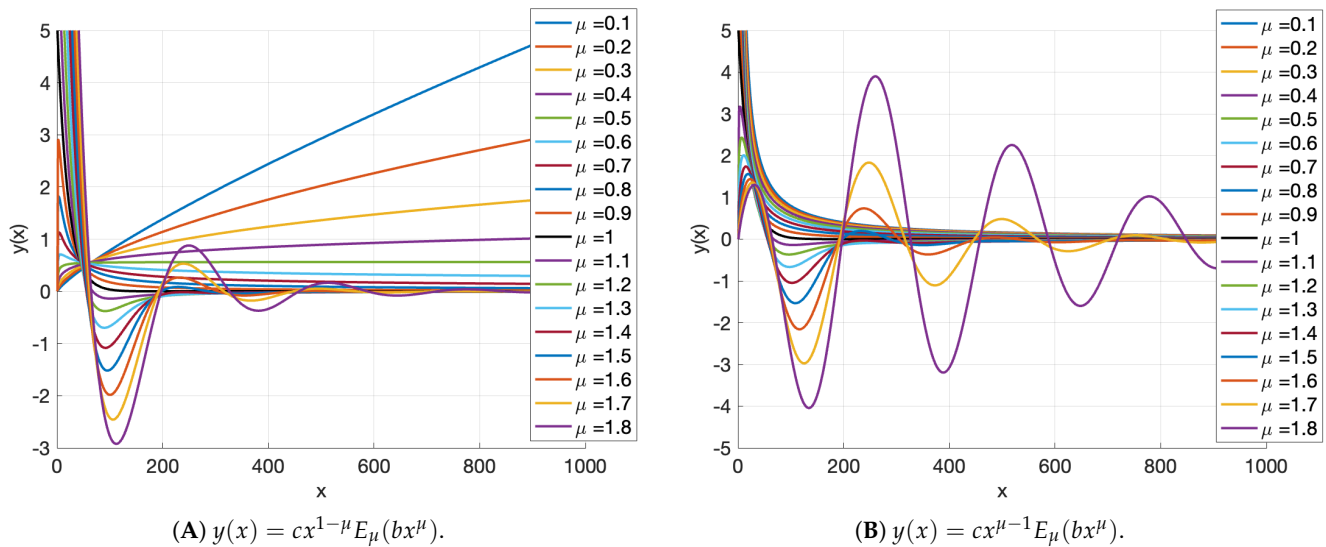 5
4
3
2
1
0
-1
-2
-3
y(x)
0
200
400
600
800
1000
x
μ =0.1
μ =0.2
μ =0.3
μ =0.4
μ =0.5
μ =0.6
μ =0.7
μ =0.8
μ =0.9
μ =1
μ =1.1
μ =1.2
μ =1.3
μ =1.4
μ =1.5
μ =1.6
μ =1.7
μ =1.8
(A) y(x) = cx^{1−μ}E_μ(bx^μ).
5
4
3
2
1
0
-1
-2
-3
-4
-5
y(x)
0
200
400
600
800
1000
x
μ =0.1
μ =0.2
μ =0.3
μ =0.4
μ =0.5
μ =0.6
μ =0.7
μ =0.8
μ =0.9
μ =1
μ =1.1
μ =1.2
μ =1.3
μ =1.4
μ =1.5
μ =1.6
μ =1.7
μ =1.8
(B) y(x) = cx^{μ−1}E_μ(bx^μ).